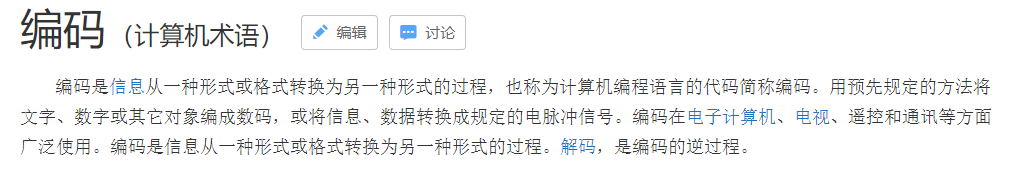 编码（计算机术语） 编辑 讨论
编码是信息从一种形式或格式转换为另一种形式的过程，也称为计算机编程语言的代码简称编码。用预先规定的方法将
文字、数字或其它对象编成数码，或将信息、数据转换成规定的电脉冲信号。编码在电子计算机、电视、遥控和通讯等方面
广泛使用。编码是信息从一种形式或格式转换为另一种形式的过程。解码，是编码的逆过程。